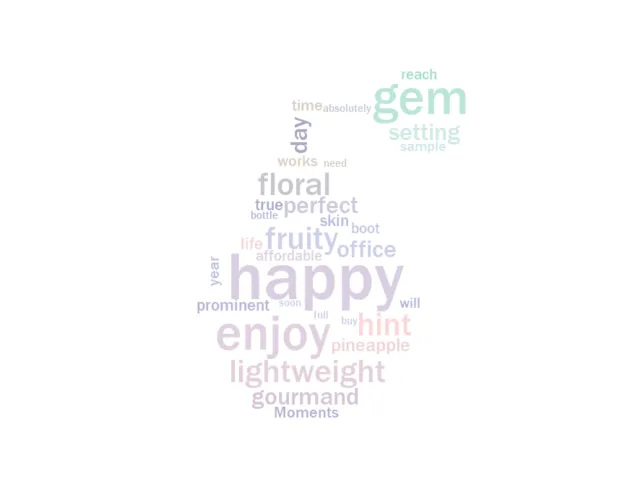 reach
gem
time absolutely
day
setting
sample
works need
floral
true perfect
bottle
skin
boot
fruity
life
office
affordable
happy
year
prominent
soon
will
full
buy
hint
enjoy
pineapple
lightweight
gourmand
Moments